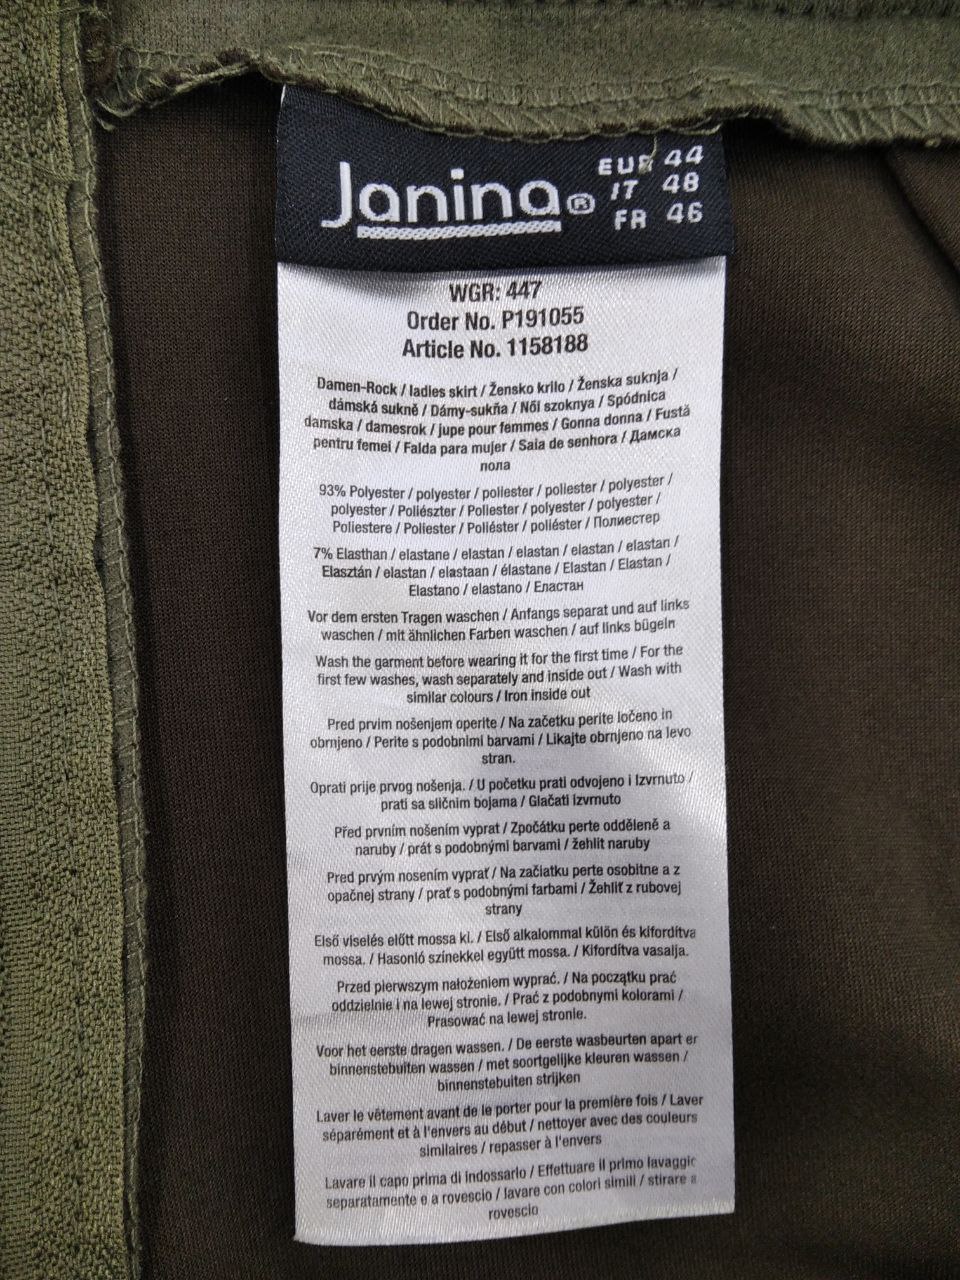 Janina®
EUR 44
IT 48
FR 46
WGR: 447
Order No. P191055
Article No. 1158188
Damen-Rock / ladies skirt / Žensko krilo / Ženska suknja /
dámská sukně / Dámy-sukňa / Női szoknya / Spódnica
damska / damesrok / jupe pour femmes / Gonna donna / Fustă
pentru femei / Falda para mujer / Saia de senhora / Дамска
пола
93% Polyester / polyester / poliester / poliester / polyester /
polyester / Poliészter / Poliester / polyester / polyester /
Poliestere / Poliester / Poliéster / poliéster / Полиестер
7% Elasthan / elastane / elastan / elastan / elastan / elastan /
Elasztán / elastan / elastaan / élastane / Elastan / Elastan /
Elastano / elastano / Еластан
Vor dem ersten Tragen waschen / Anfangs separat und auf links
waschen / mit ähnlichen Farben waschen / auf links bügeln
Wash the garment before wearing it for the first time / For the
first few washes, wash separately and inside out / Wash with
similar colours / Iron inside out
Pred prvim nošenjem operite / Na začetku perite ločeno in
obrnjeno / Perite s podobnimi barvami / Likajte obrnjeno na levo
stran.
Oprati prije prvog nošenja. / U početku prati odvojeno i Izvrnuto /
prati sa sličnim bojama / Glačati izvrnuto
Před prvním nošením vyprat / Zpočátku perte odděleně a
naruby / prát s podobnými barvami / žehlit naruby
Pred prvým nosením vyprať / Na začiatku perte osobitne a z
opačnej strany / prať s podobnými farbami / Žehliť z rubovej
strany
Első viselés előtt mossa ki. / Első alkalommal külön és kifordítva
mossa. / Hasonló színekkel együtt mossa. / Kifordítva vasalja.
Przed pierwszym nałożeniem wyprać. / Na początku prać
oddzielnie i na lewej stronie. / Prać z podobnymi kolorami /
Prasować na lewej stronie.
Voor het eerste dragen wassen. / De eerste wasbeurten apart en
binnenstebuiten wassen / met soortgelijke kleuren wassen /
binnenstebuiten strijken
Laver le vêtement avant de le porter pour la première fois / Laver
séparément et à l'envers au début / nettoyer avec des couleurs
similaires / repasser à l'envers
Lavare il capo prima di indossarlo / Effettuare il primo lavaggio
separatamente e a rovescio / lavare con colori simili / stirare a
rovescio